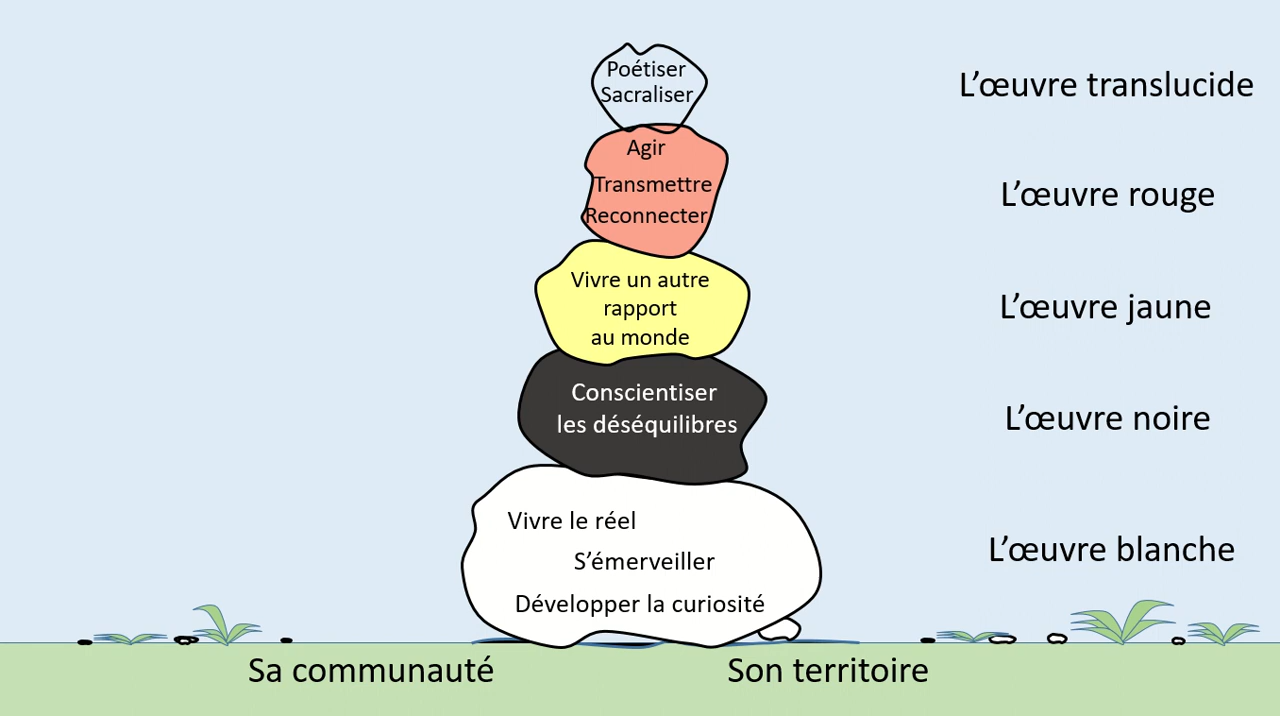 Poétiser
Sacraliser
L’œuvre translucide
Agir
Transmettre
Reconnecter
L’œuvre rouge
Vivre un autre
rapport
au monde
L’œuvre jaune
Conscientiser
les déséquilibres
L’œuvre noire
Vivre le réel
S’émerveiller
Développer la curiosité
L’œuvre blanche
Sa communauté
Son territoire